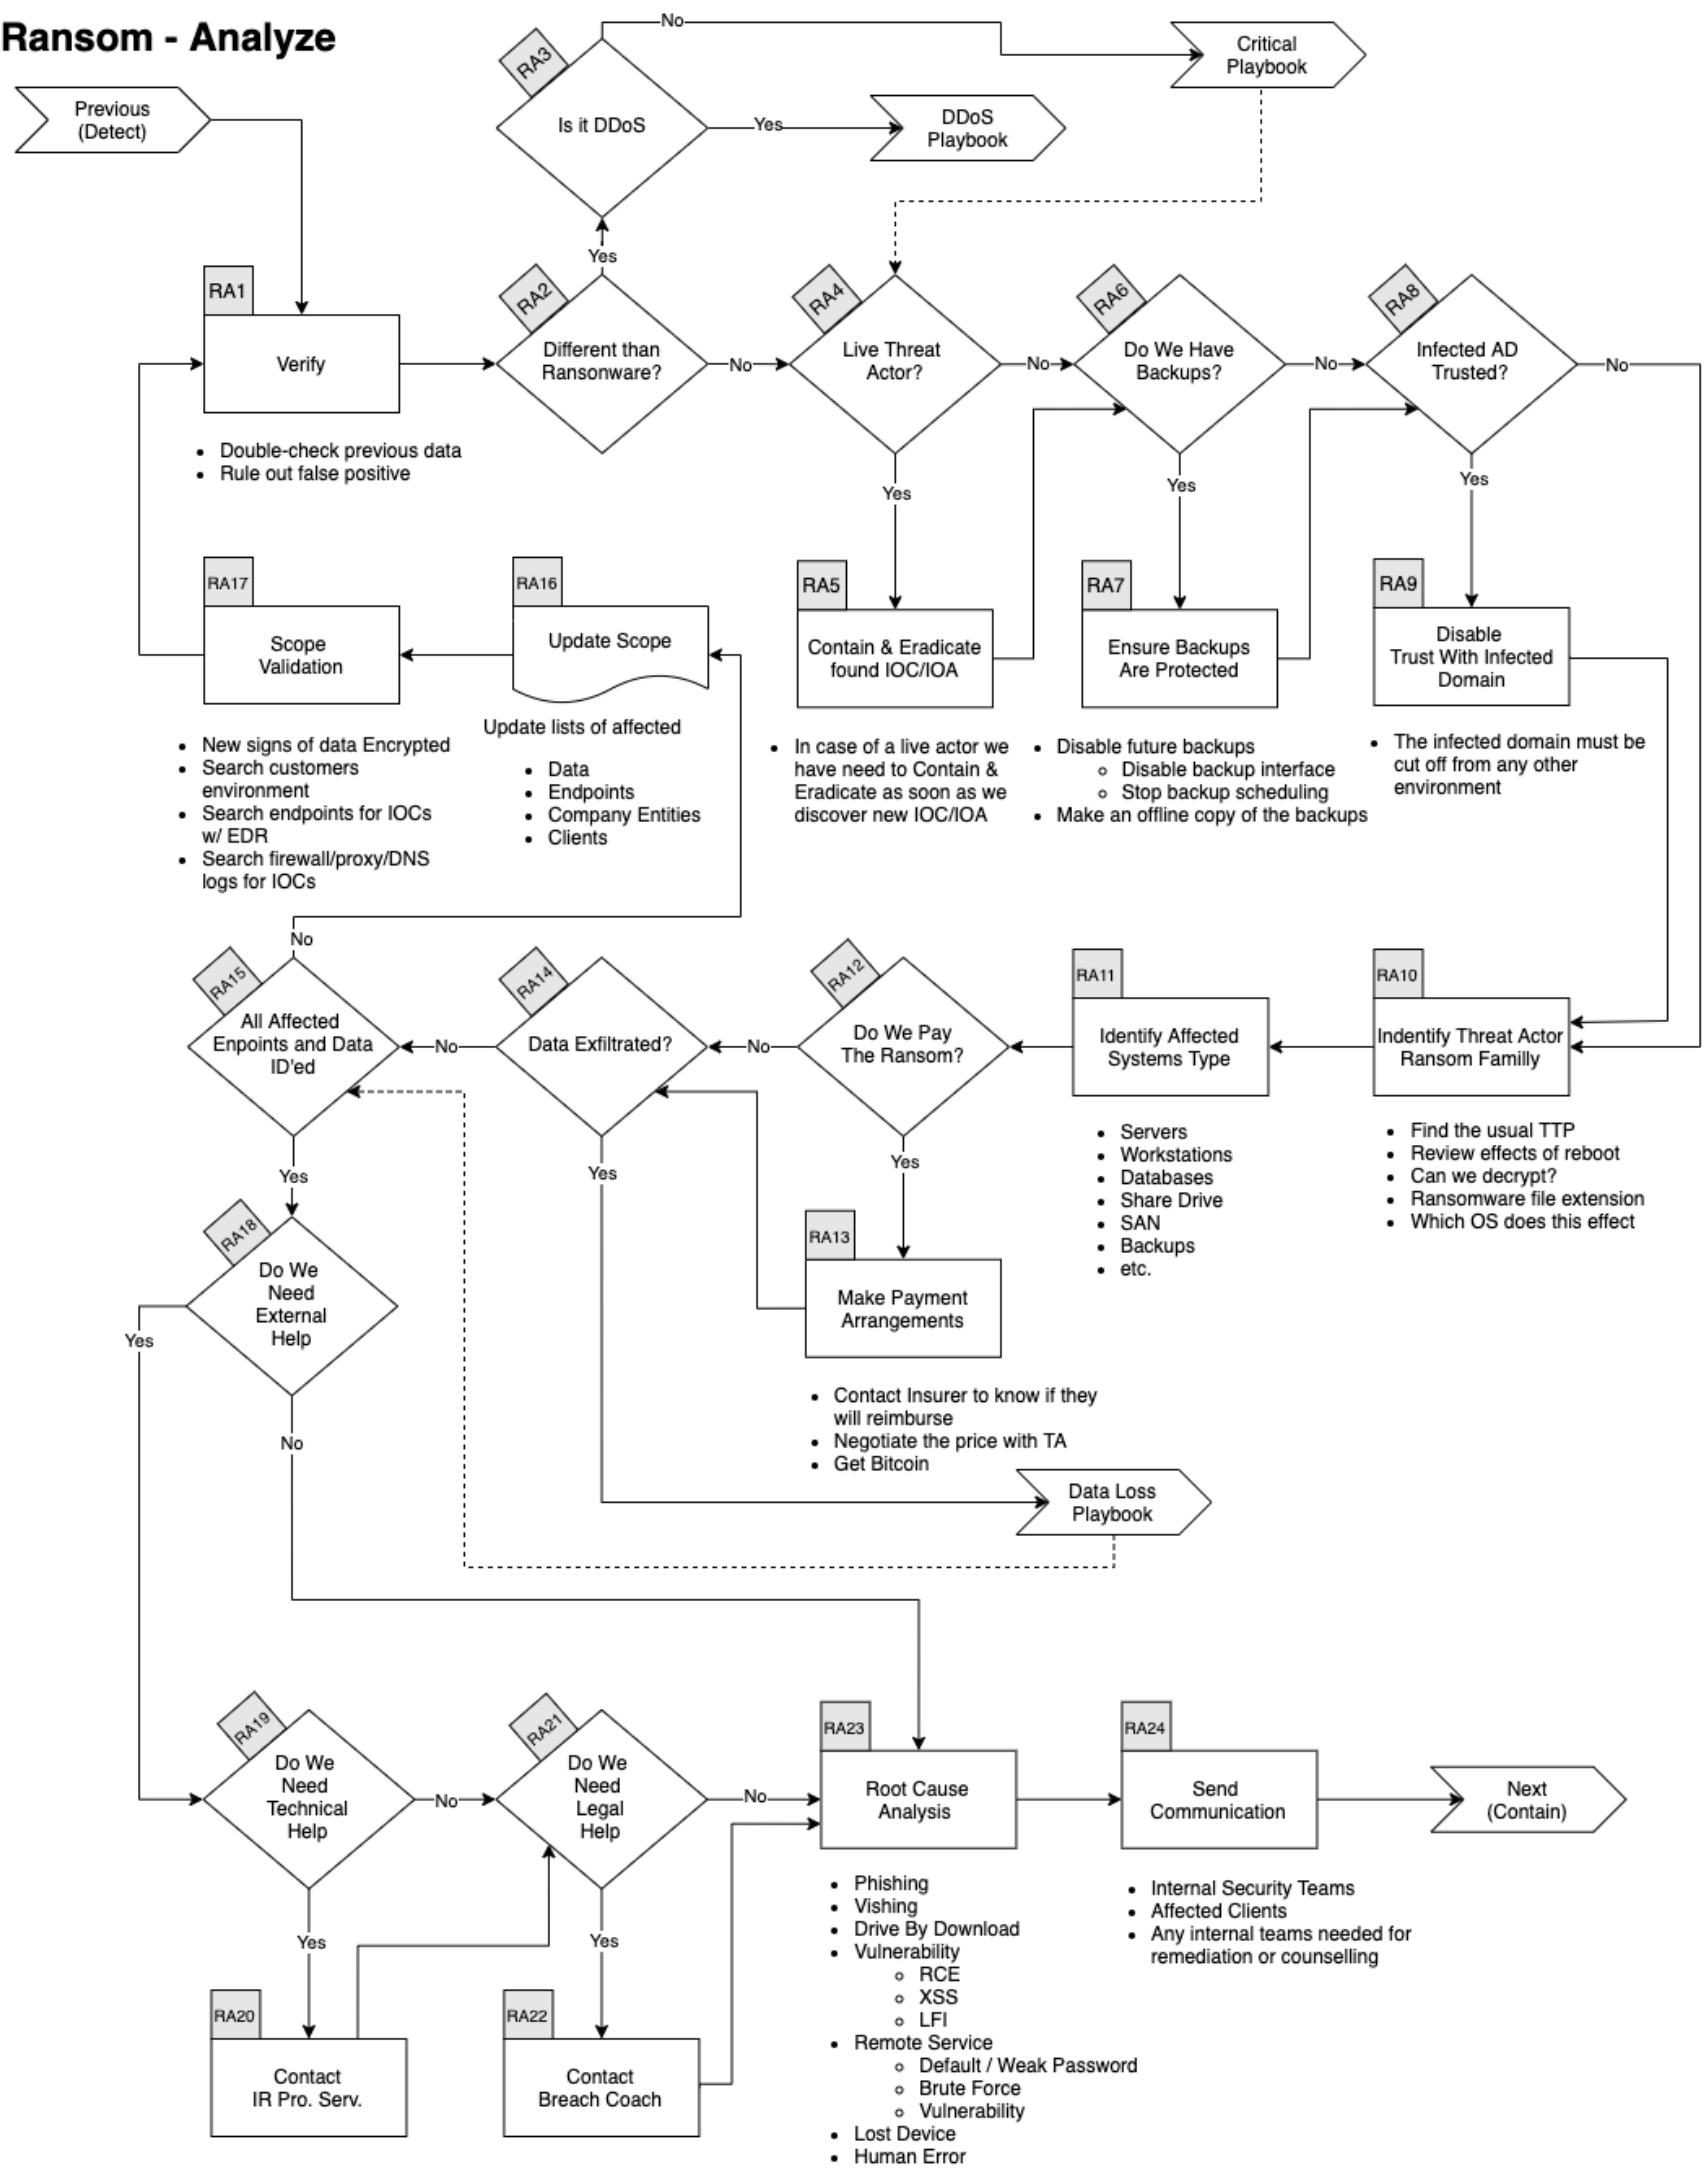 Ransom - Analyze
Previous
(Detect)
RA3
Is it DDoS
No
Yes
Critical
Playbook
DDoS
Playbook
Yes
RA1
Verify
• Double-check previous data
• Rule out false positive
RA2
Different than
Ransonware?
No
RA4
Live Threat
Actor?
No
Yes
RA6
Do We Have
Backups?
No
Yes
RA8
Infected AD
Trusted?
No
Yes
RA17
Scope
Validation
• New signs of data Encrypted
• Search customers
environment
• Search endpoints for IOCs
w/ EDR
• Search firewall/proxy/DNS
logs for IOCs
RA16
Update Scope
Update lists of affected
• Data
• Endpoints
• Company Entities
• Clients
RA5
Contain & Eradicate
found IOC/IOA
• In case of a live actor we
have need to Contain &
Eradicate as soon as we
discover new IOC/IOA
RA7
Ensure Backups
Are Protected
• Disable future backups
○ Disable backup interface
○ Stop backup scheduling
• Make an offline copy of the backups
RA9
Disable
Trust With Infected
Domain
• The infected domain must be
cut off from any other
environment
No
RA15
All Affected
Enpoints and Data
ID'ed
No
Yes
RA14
Data Exfiltrated?
No
Yes
RA12
Do We Pay
The Ransom?
Yes
RA11
Identify Affected
Systems Type
• Servers
• Workstations
• Databases
• Share Drive
• SAN
• Backups
• etc.
RA10
Indentify Threat Actor
Ransom Familly
• Find the usual TTP
• Review effects of reboot
• Can we decrypt?
• Ransomware file extension
• Which OS does this effect
RA13
Make Payment
Arrangements
• Contact Insurer to know if they
will reimburse
• Negotiate the price with TA
• Get Bitcoin
Data Loss
Playbook
RA18
Do We
Need
External
Help
Yes
No
RA19
Do We
Need
Technical
Help
No
Yes
RA21
Do We
Need
Legal
Help
No
Yes
RA23
Root Cause
Analysis
• Phishing
• Vishing
• Drive By Download
• Vulnerability
○ RCE
○ XSS
○ LFI
• Remote Service
○ Default / Weak Password
○ Brute Force
○ Vulnerability
• Lost Device
• Human Error
RA24
Send
Communication
• Internal Security Teams
• Affected Clients
• Any internal teams needed for
remediation or counselling
Next
(Contain)
RA20
Contact
IR Pro. Serv.
RA22
Contact
Breach Coach